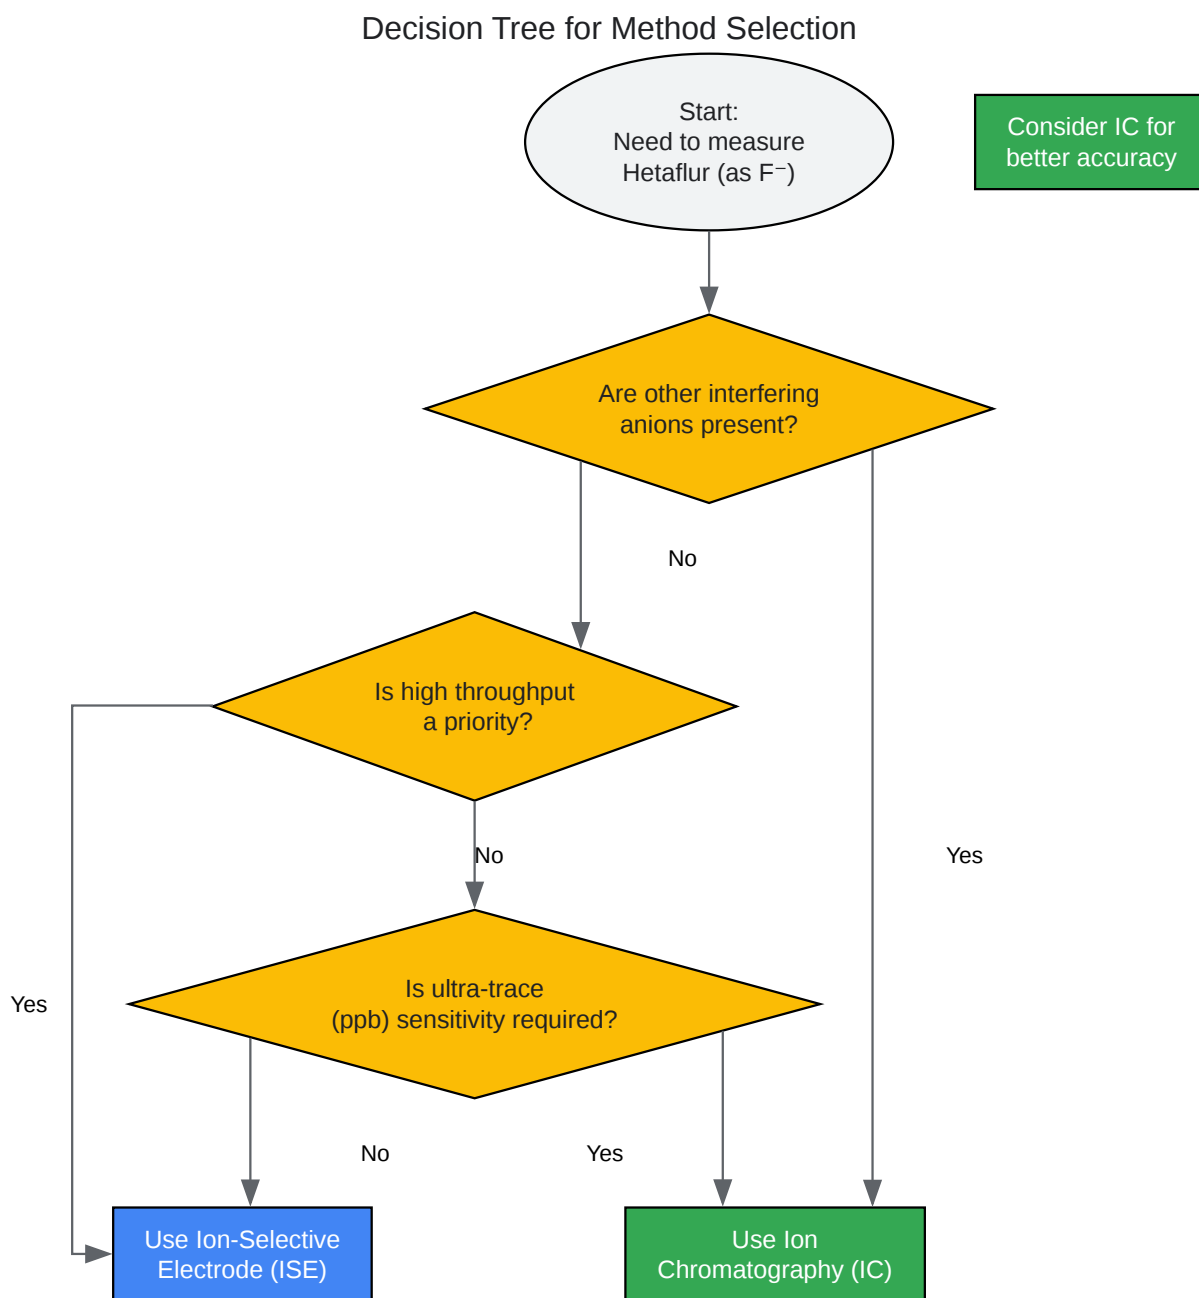 Decision Tree for Method Selection
Start:
Need to measure
Hetaflur (as F⁻)
Consider IC for
better accuracy
Are other interfering
anions present?
No
Is high throughput
a priority?
No
Yes
Is ultra-trace
(ppb) sensitivity required?
Yes
No
Yes
Use Ion-Selective
Electrode (ISE)
Use Ion
Chromatography (IC)